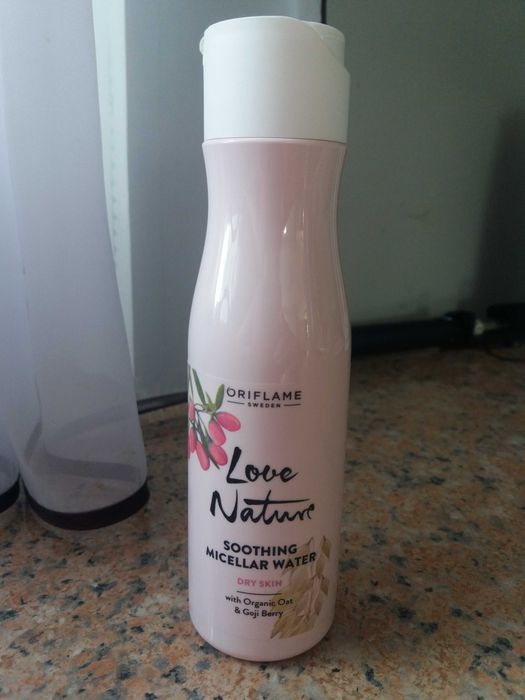 ORIFLAME
SWEDEN
Love
Nature
SOOTHING
MICELLAR WATER
DRY SKIN
with Organic Oat
& Goji Berry